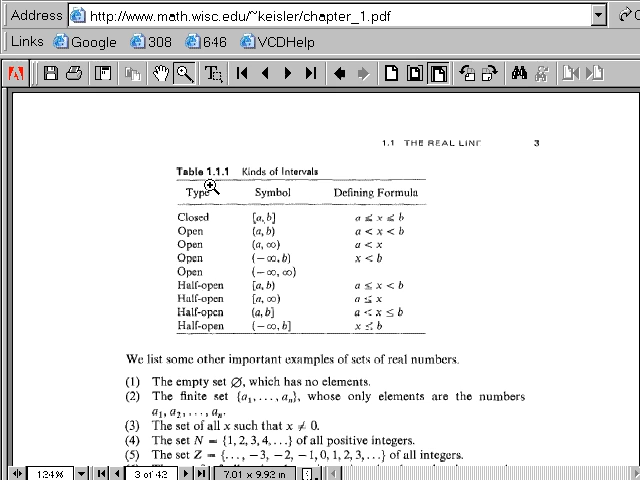 Address http://www.math.wisc.edu/~keisler/chapter_1.pdf
Links Google 308 646 VCDHelp
1.1 THE REAL LINE 3
Table 1.1.1 Kinds of Intervals
Type Symbol Defining Formula
Closed [a, b] a ≤ x ≤ b
Open (a, b) a < x < b
Open (a, ∞) a < x
Open (−∞, b) x < b
Open (−∞, ∞)
Half-open [a, b) a ≤ x < b
Half-open [a, ∞) a ≤ x
Half-open (a, b] a < x ≤ b
Half-open (−∞, b] x ≤ b
We list some other important examples of sets of real numbers.
(1) The empty set ∅, which has no elements.
(2) The finite set {a₁, . . . , aₙ}, whose only elements are the numbers
a₁, a₂, . . . , aₙ.
(3) The set of all x such that x ≠ 0.
(4) The set N = {1, 2, 3, 4, . . .} of all positive integers.
(5) The set Z = {. . . , −3, −2, −1, 0, 1, 2, 3, . . .} of all integers.
124% 3 of 42 7.01 x 9.92 in